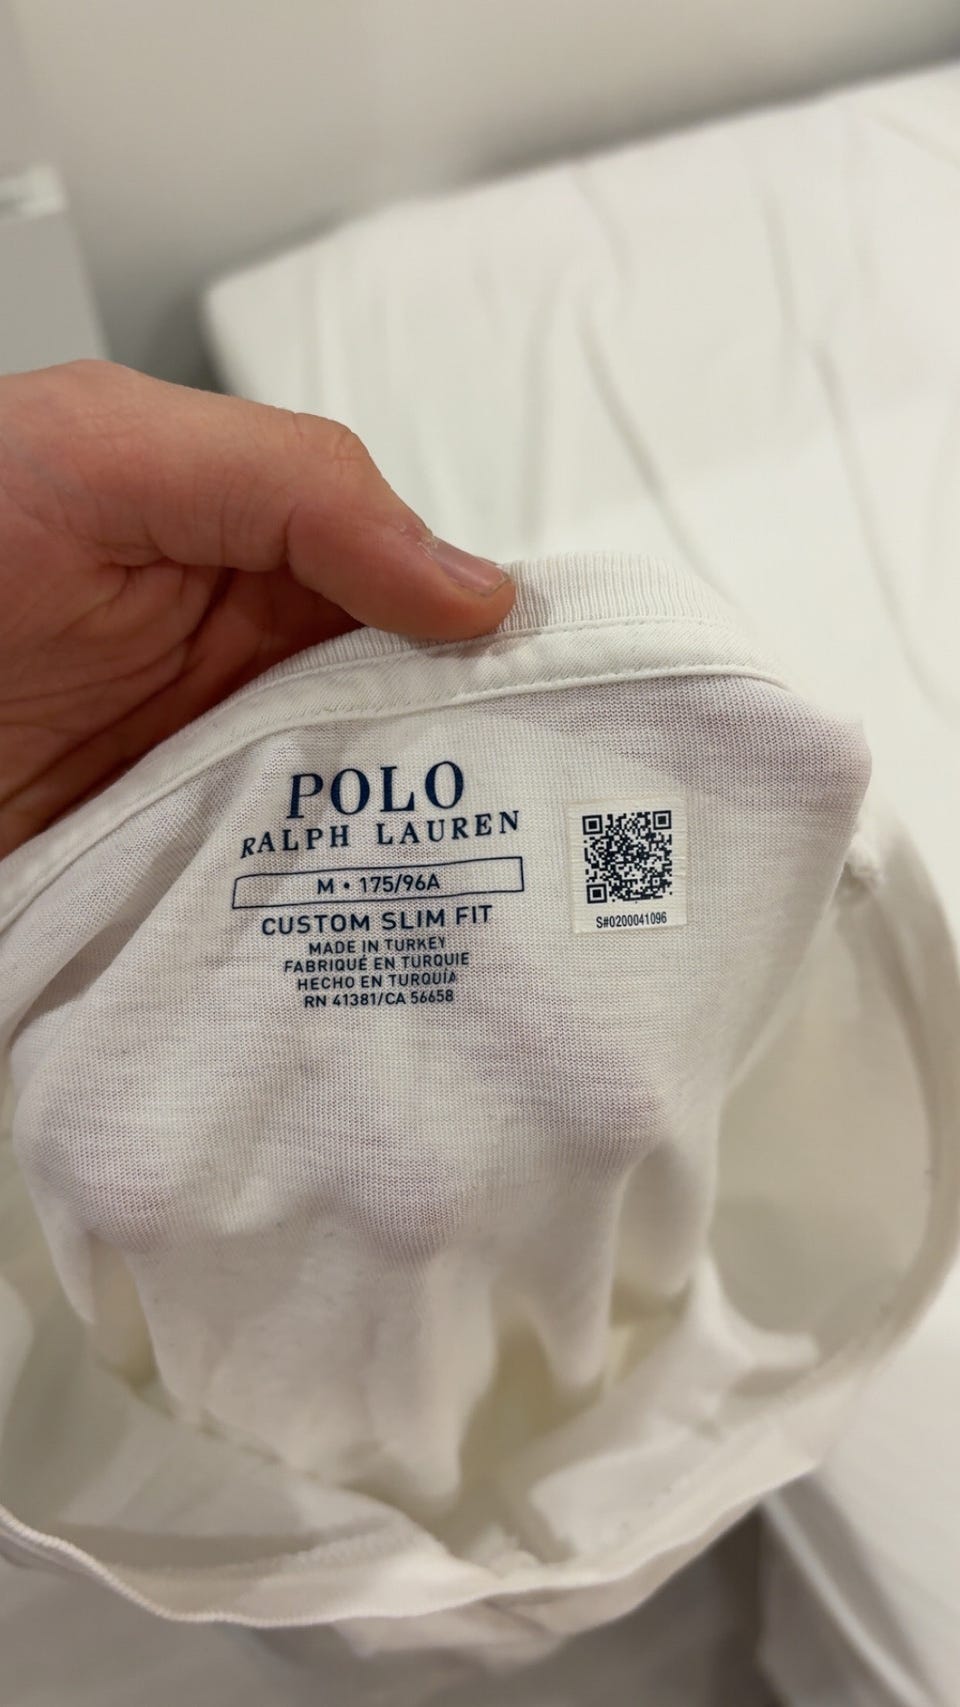 POLO
RALPH LAUREN
M • 175/96A
CUSTOM SLIM FIT
MADE IN TURKEY
FABRIQUÉ EN TURQUIE
HECHO EN TURQUÍA
RN 41381/CA 56658
S#0200041096